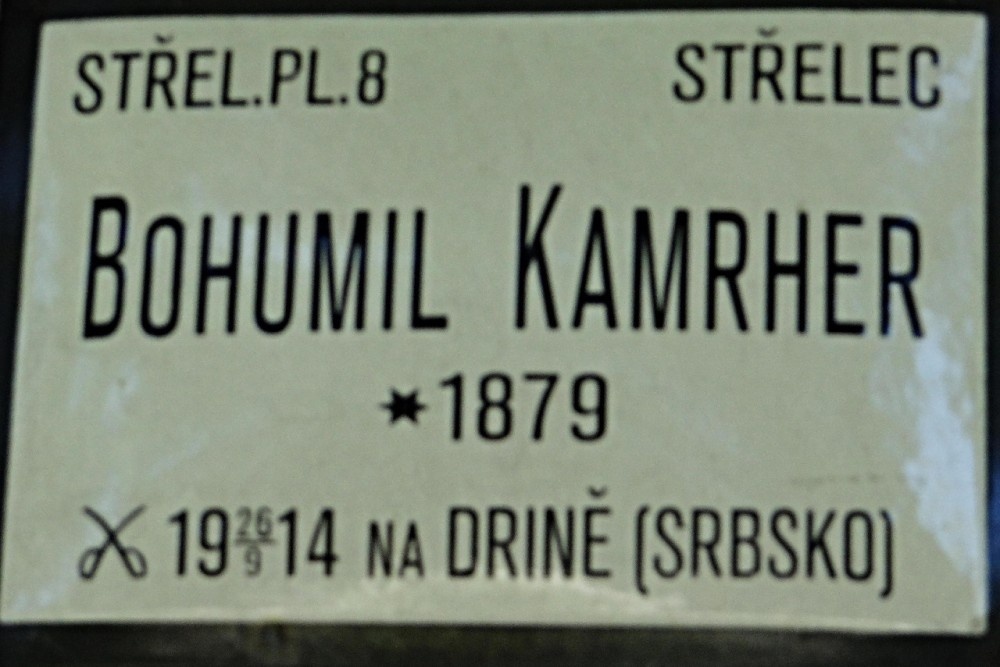 STŘEL.PL.8 STŘELEC
BOHUMIL KAMRHER
*1879
19 26/9 14 NA DRINĚ (SRBSKO)